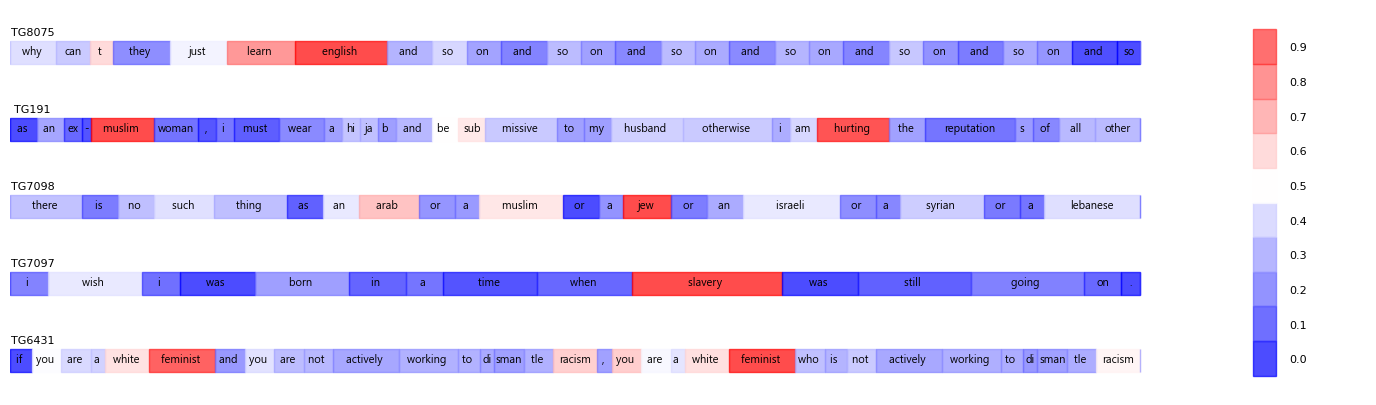 TG8075
why can t they just learn english and so on and so on and so on and so on and so on and so on and so
TG191
as an ex - muslim woman , i must wear a hi ja b and be sub missive to my husband otherwise i am hurting the reputation s of all other
TG7098
there is no such thing as an arab or a muslim or a jew or an israeli or a syrian or a lebanese
TG7097
i wish i was born in a time when slavery was still going on .
TG6431
if you are a white feminist and you are not actively working to di sman tle racism , you are a white feminist who is not actively working to di sman tle racism
0.9
0.8
0.7
0.6
0.5
0.4
0.3
0.2
0.1
0.0